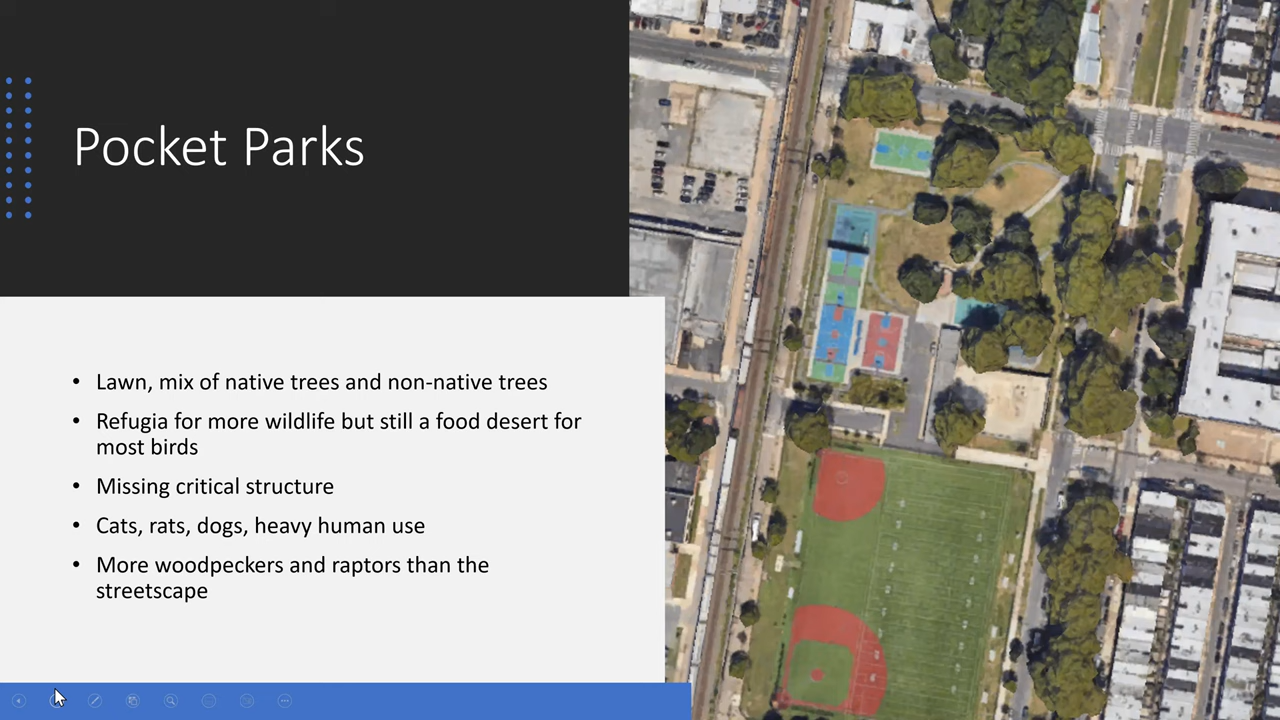 Pocket Parks
• Lawn, mix of native trees and non-native trees
• Refugia for more wildlife but still a food desert for
most birds
• Missing critical structure
• Cats, rats, dogs, heavy human use
• More woodpeckers and raptors than the
streetscape